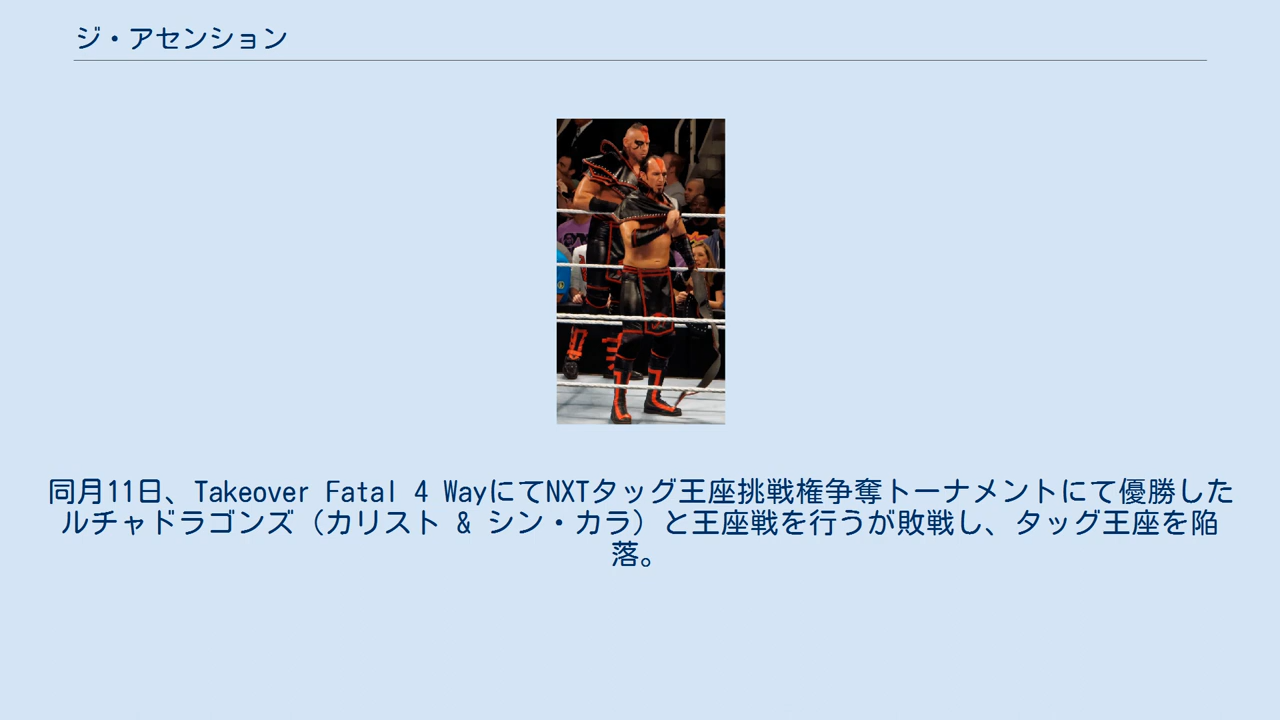 ジ・アセンション
同月11日、Takeover Fatal 4 WayにてNXTタッグ王座挑戦権争奪トーナメントにて優勝した
ルチャドラゴンズ（カリスト & シン・カラ）と王座戦を行うが敗戦し、タッグ王座を陥
落。